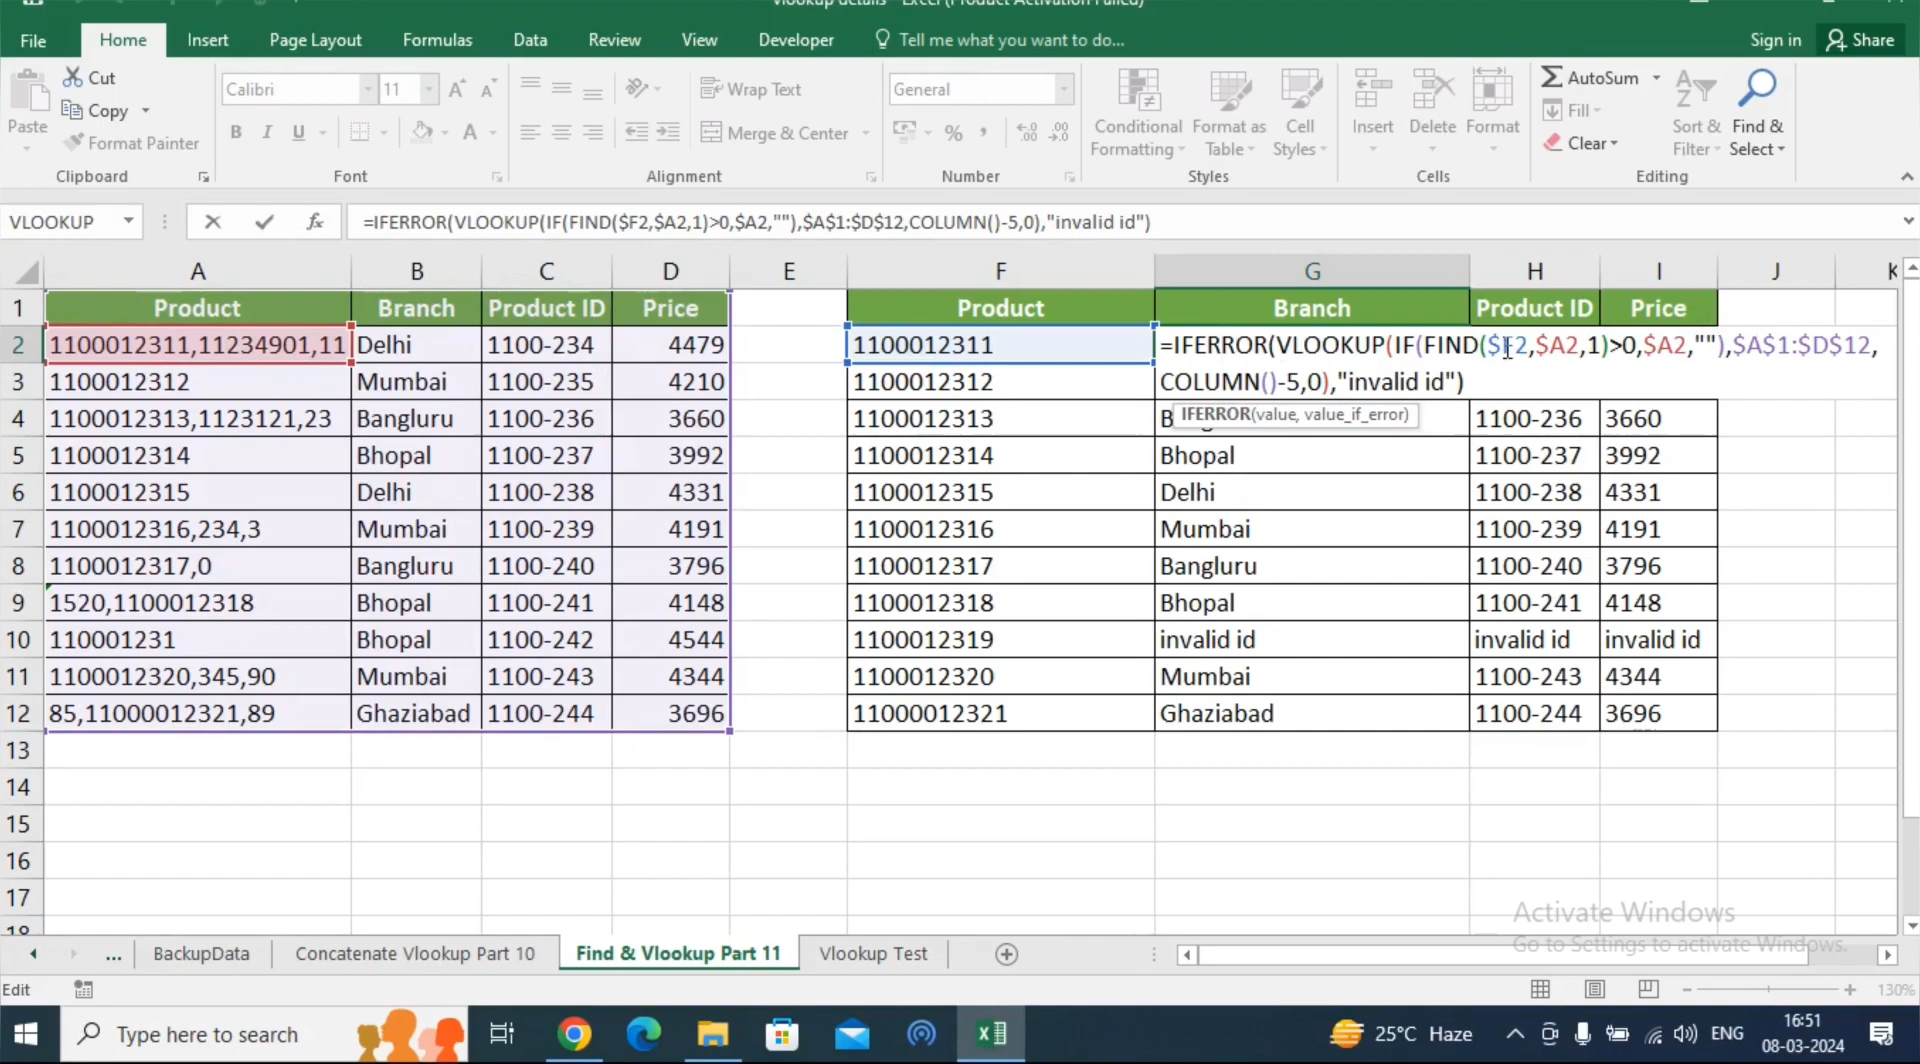 vlookup details - Excel (Product Activation Failed)
File Home Insert Page Layout Formulas Data Review View Developer Tell me what you want to do... Sign in Share
Paste Cut Copy Format Painter Clipboard
Calibri 11 A A B I U A Font
Wrap Text Merge & Center Alignment
General % , Number
Conditional Formatting Format as Table Cell Styles Styles
Insert Delete Format Cells
AutoSum Fill Clear Sort & Filter Find & Select Editing
VLOOKUP fx =IFERROR(VLOOKUP(IF(FIND($F2,$A2,1)>0,$A2,""),$A$1:$D$12,COLUMN()-5,0),"invalid id")
A B C D E F G H I J K
1 Product Branch Product ID Price Product Branch Product ID Price
2 1100012311,11234901,11 Delhi 1100-234 4479 1100012311 =IFERROR(VLOOKUP(IF(FIND($F2,$A2,1)>0,$A2,""),$A$1:$D$12,
3 1100012312 Mumbai 1100-235 4210 1100012312 COLUMN()-5,0),"invalid id")
IFERROR(value, value_if_error)
4 1100012313,1123121,23 Bangluru 1100-236 3660 1100012313 1100-236 3660
5 1100012314 Bhopal 1100-237 3992 1100012314 Bhopal 1100-237 3992
6 1100012315 Delhi 1100-238 4331 1100012315 Delhi 1100-238 4331
7 1100012316,234,3 Mumbai 1100-239 4191 1100012316 Mumbai 1100-239 4191
8 1100012317,0 Bangluru 1100-240 3796 1100012317 Bangluru 1100-240 3796
9 1520,1100012318 Bhopal 1100-241 4148 1100012318 Bhopal 1100-241 4148
10 110001231 Bhopal 1100-242 4544 1100012319 invalid id invalid id invalid id
11 1100012320,345,90 Mumbai 1100-243 4344 1100012320 Mumbai 1100-243 4344
12 85,11000012321,89 Ghaziabad 1100-244 3696 11000012321 Ghaziabad 1100-244 3696
13
14
15
16
17
18
Activate Windows
Go to Settings to activate Windows.
... BackupData Concatenate Vlookup Part 10 Find & Vlookup Part 11 Vlookup Test
Edit 130%
Type here to search 25°C Haze ENG 16:51
08-03-2024